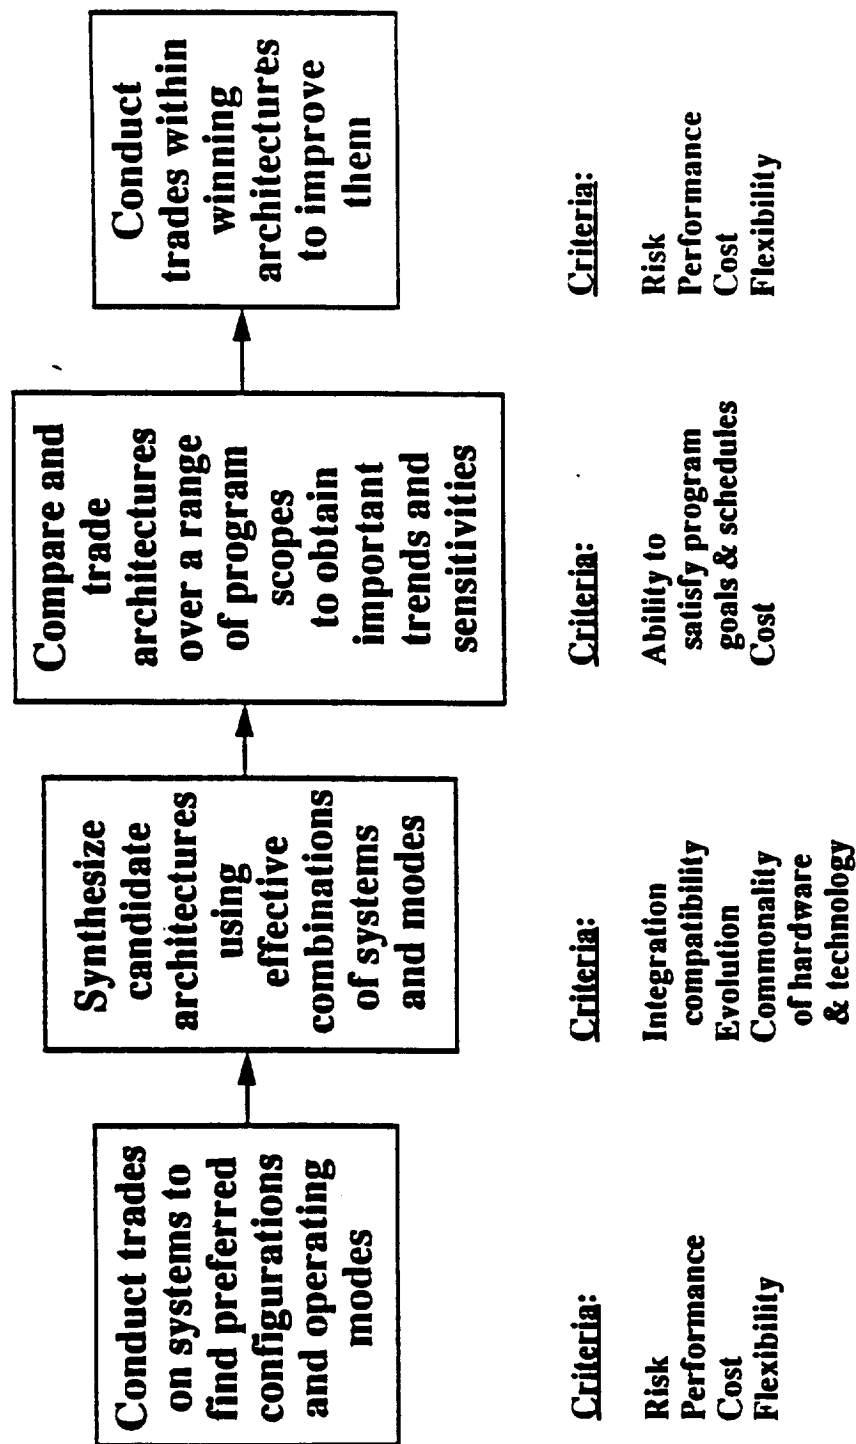 Conduct trades
on systems to
find preferred
configurations
and operating
modes
Synthesize
candidate
architectures
using
effective
combinations
of systems
and modes
Compare and
trade
architectures
over a range
of program
scopes
to obtain
important
trends and
sensitivities
Conduct
trades within
winning
architectures
to improve
them
Criteria:
Risk
Performance
Cost
Flexibility
Criteria:
Integration
compatibility
Evolution
Commonality
of hardware
& technology
Criteria:
Ability to
satisfy program
goals & schedules
Cost
Criteria:
Risk
Performance
Cost
Flexibility